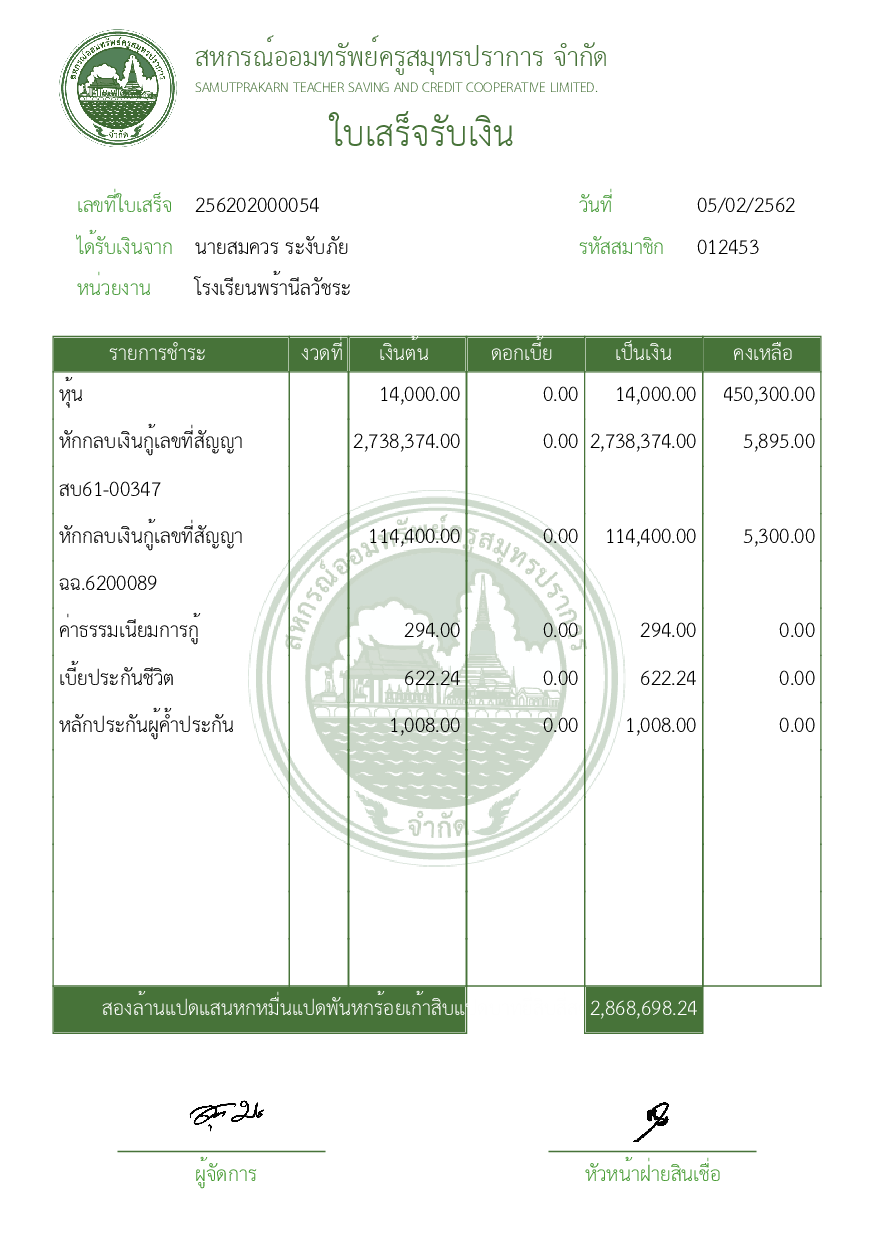 สหกรณ์ออมทรัพย์ครูสมุทรปราการ จำกัด
SAMUTPRAKARN TEACHER SAVING AND CREDIT COOPERATIVE LIMITED.
ใบเสร็จรับเงิน
เลขที่ใบเสร็จ 256202000054 วันที่ 05/02/2562
ได้รับเงินจาก นายสมควร ระงับภัย รหัสสมาชิก 012453
หน่วยงาน โรงเรียนพร้านีลวัชระ
รายการชำระ งวดที่ เงินต้น ดอกเบี้ย เป็นเงิน คงเหลือ
หุ้น 14,000.00 0.00 14,000.00 450,300.00
หักกลบเงินกู้เลขที่สัญญา 2,738,374.00 0.00 2,738,374.00 5,895.00
สบ61-00347
หักกลบเงินกู้เลขที่สัญญา 114,400.00 0.00 114,400.00 5,300.00
ฉฉ.6200089
ค่าธรรมเนียมการกู้ 294.00 0.00 294.00 0.00
เบี้ยประกันชีวิต 622.24 0.00 622.24 0.00
หลักประกันผู้ค้ำประกัน 1,008.00 0.00 1,008.00 0.00
สหกรณ์ออมทรัพย์ครูสมุทรปราการ
จำกัด
สองล้านแปดแสนหกหมื่นแปดพันหกร้อยเก้าสิบแ 2,868,698.24
ผู้จัดการ หัวหน้าฝ่ายสินเชื่อ